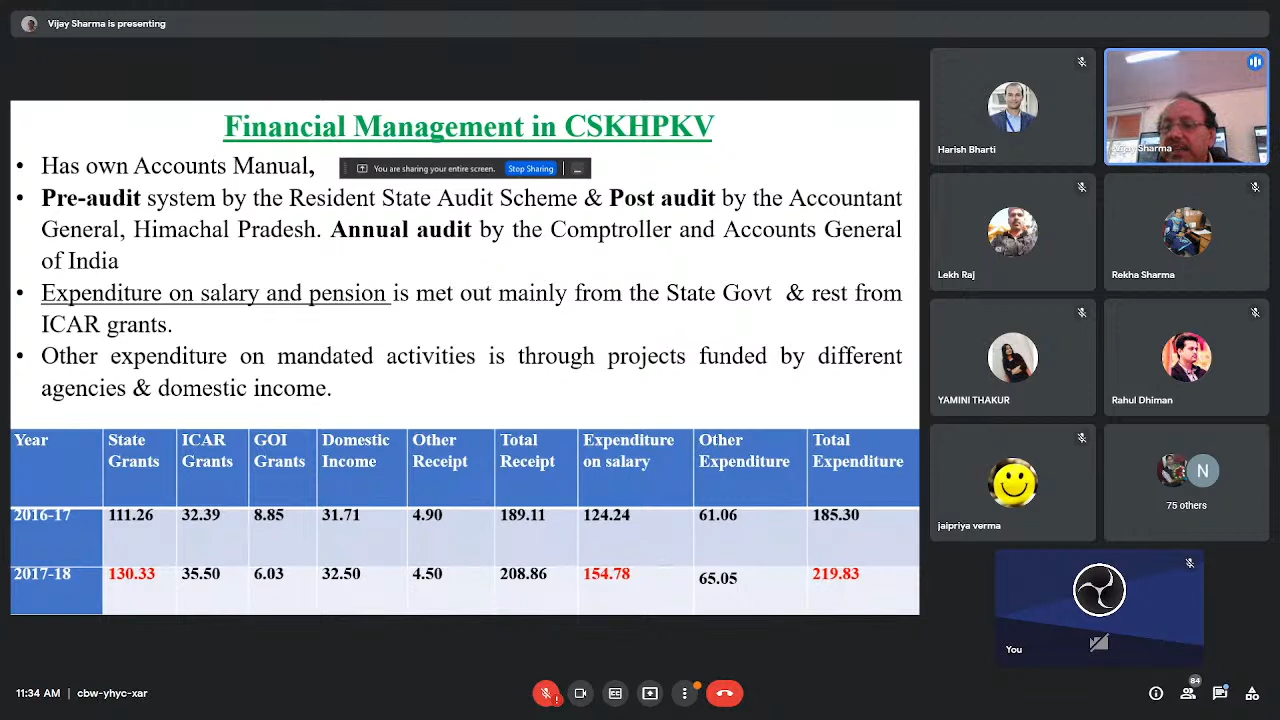 Vijay Sharma is presenting
Financial Management in CSKHPKV
• Has own Accounts Manual,
You are sharing your entire screen. Stop Sharing
• Pre-audit system by the Resident State Audit Scheme & Post audit by the Accountant
General, Himachal Pradesh. Annual audit by the Comptroller and Accounts General
of India
• Expenditure on salary and pension is met out mainly from the State Govt & rest from
ICAR grants.
• Other expenditure on mandated activities is through projects funded by different
agencies & domestic income.
Year State Grants ICAR Grants GOI Grants Domestic Income Other Receipt Total Receipt Expenditure on salary Other Expenditure Total Expenditure
2016-17 111.26 32.39 8.85 31.71 4.90 189.11 124.24 61.06 185.30
2017-18 130.33 35.50 6.03 32.50 4.50 208.86 154.78 65.05 219.83
Harish Bharti
Vijay Sharma
Lekh Raj
Rekha Sharma
YAMINI THAKUR
Rahul Dhiman
jaipriya verma
N
75 others
You
11:34 AM | cbw-yhyc-xar
84